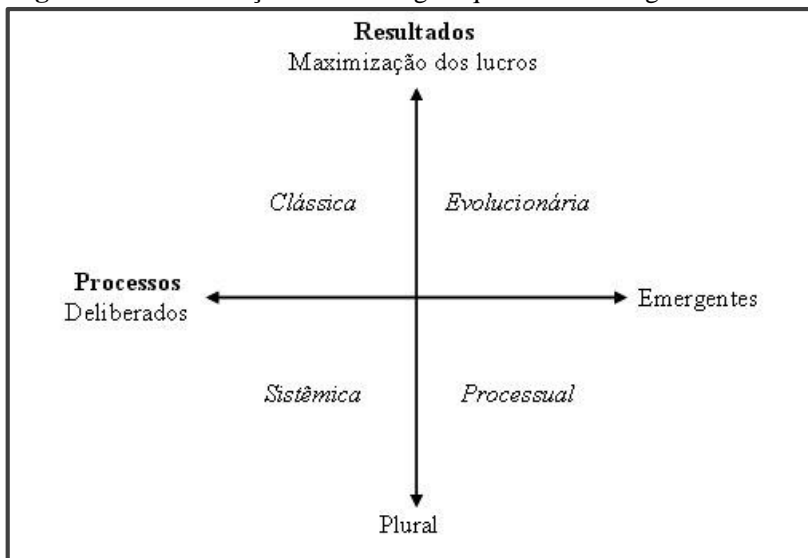 Resultados
Maximização dos lucros
Clássica
Evolucionária
Processos
Deliberados
Emergentes
Sistêmica
Processual
Plural